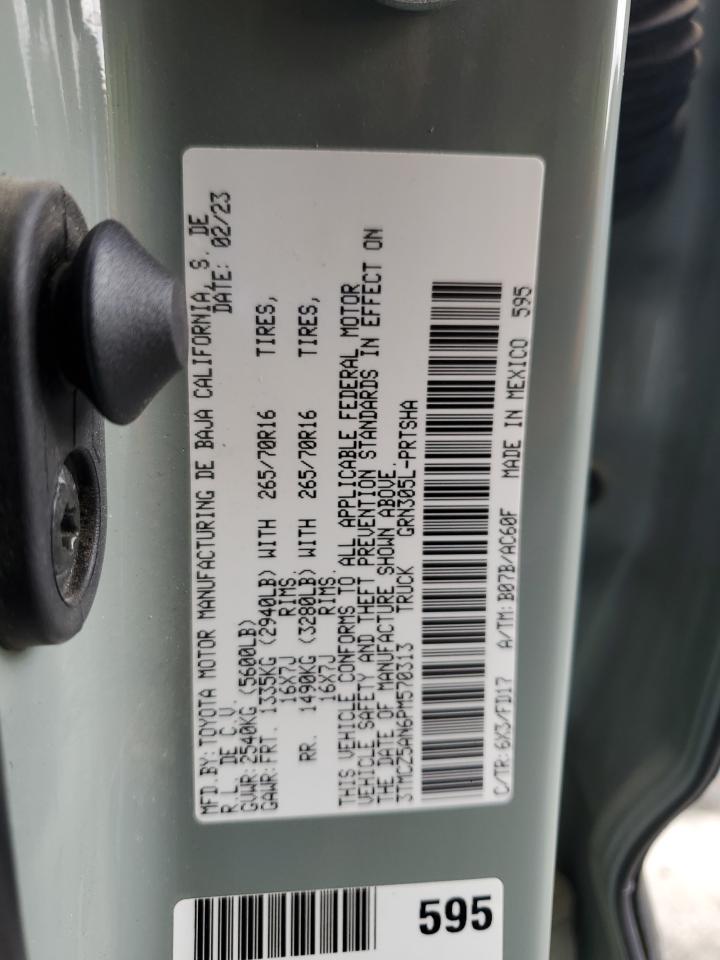 MFD.BY: TOYOTA MOTOR MANUFACTURING DE BAJA CALIFORNIA, S. DE
R.L. DE C.V. DATE: 02/23
GVWR: 2540KG (5600LB)
GAWR: FRT. 1335KG (2940LB) WITH 265/70R16 TIRES,
16X7J RIMS.
RR. 1490KG (3280LB) WITH 265/70R16 TIRES,
16X7J RIMS.
THIS VEHICLE CONFORMS TO ALL APPLICABLE FEDERAL MOTOR
VEHICLE SAFETY AND THEFT PREVENTION STANDARDS IN EFFECT ON
THE DATE OF MANUFACTURE SHOWN ABOVE.
3TMCZ5AN6PM570313 TRUCK GRN305L-PRTSHA
C/TR: 6X3/FD17 A/TM: B07B/AC60F MADE IN MEXICO 595
595